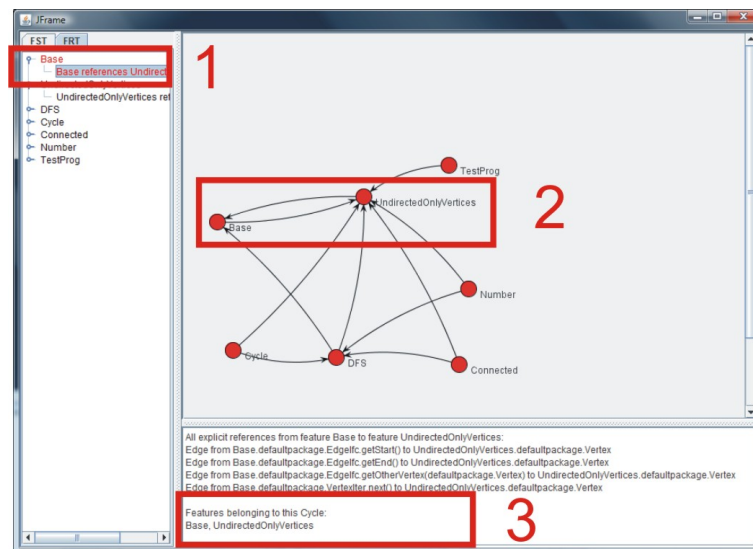 JFrame
FST FRT
1
Base
Base references Undirect
UndirectedOnlyVertices ref
DFS
Cycle
Connected
Number
TestProg
TestProg
2
UndirectedOnlyVertices
Base
Number
Cycle
DFS
Connected
All explicit references from feature Base to feature UndirectedOnlyVertices:
Edge from Base.defaultpackage.EdgeIfc.getStart() to UndirectedOnlyVertices.defaultpackage.Vertex
Edge from Base.defaultpackage.EdgeIfc.getEnd() to UndirectedOnlyVertices.defaultpackage.Vertex
Edge from Base.defaultpackage.EdgeIfc.getOtherVertex(defaultpackage.Vertex) to UndirectedOnlyVertices.defaultpackage.Vertex
Edge from Base.defaultpackage.VertexIter.next() to UndirectedOnlyVertices.defaultpackage.Vertex
Features belonging to this Cycle:
Base, UndirectedOnlyVertices
3